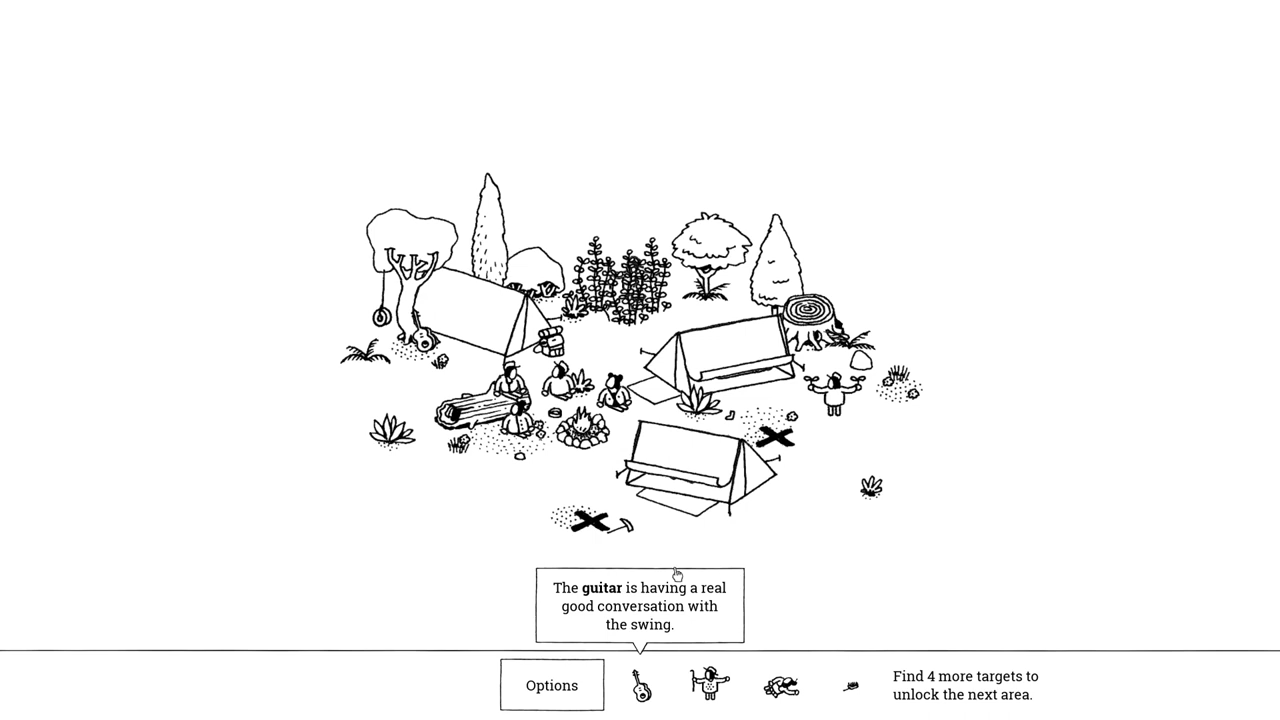 The guitar is having a real
good conversation with
the swing.
Options
Find 4 more targets to
unlock the next area.